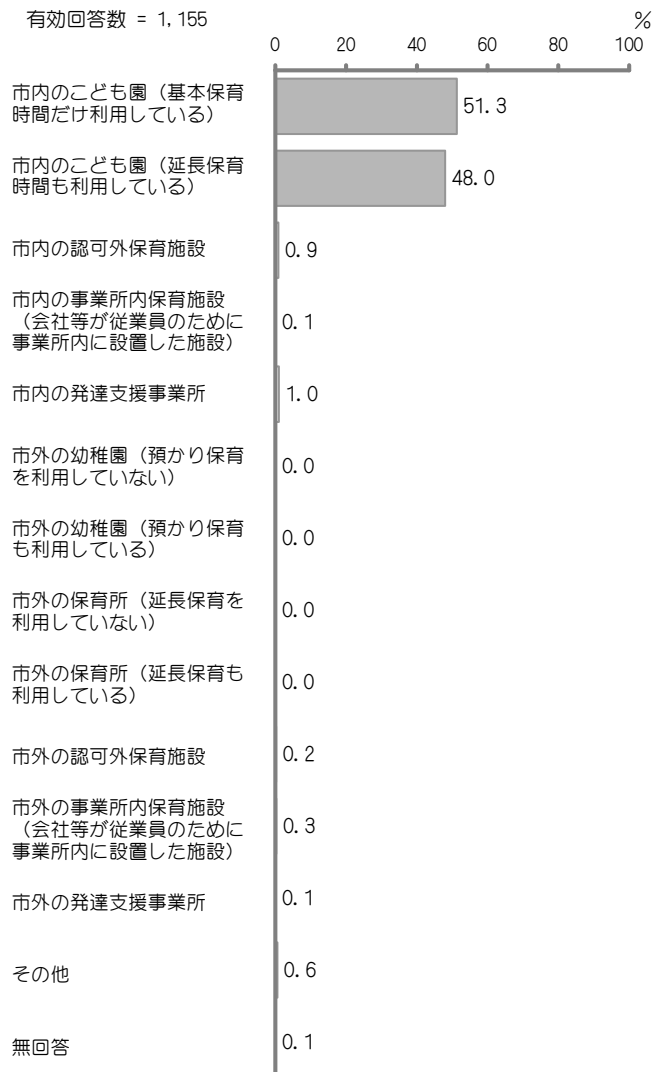 有効回答数 = 1,155
%
0 20 40 60 80 100
市内のこども園（基本保育
時間だけ利用している）
51.3
市内のこども園（延長保育
時間も利用している）
48.0
市内の認可外保育施設
0.9
市内の事業所内保育施設
（会社等が従業員のために
事業所内に設置した施設）
0.1
市内の発達支援事業所
1.0
市外の幼稚園（預かり保育
を利用していない）
0.0
市外の幼稚園（預かり保育
も利用している）
0.0
市外の保育所（延長保育を
利用していない）
0.0
市外の保育所（延長保育も
利用している）
0.0
市外の認可外保育施設
0.2
市外の事業所内保育施設
（会社等が従業員のために
事業所内に設置した施設）
0.3
市外の発達支援事業所
0.1
その他
0.6
無回答
0.1